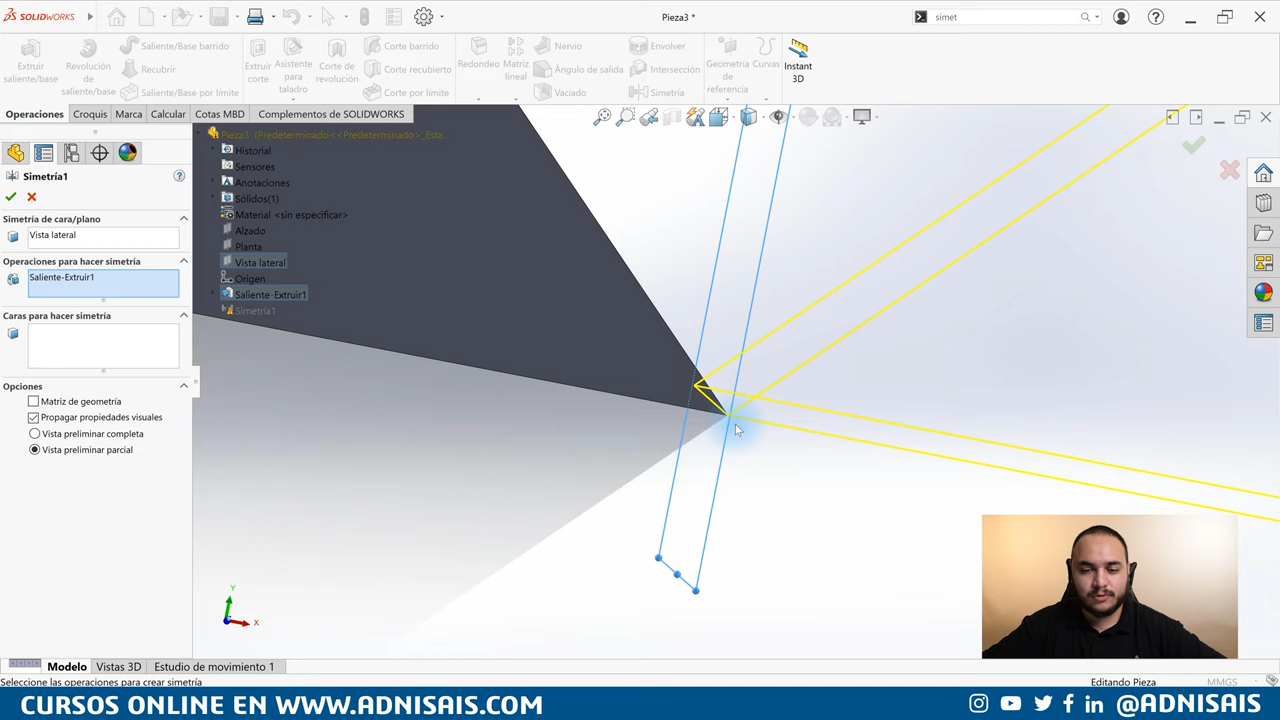 SOLIDWORKS
Pieza3 *
simet
Extruir saliente/base
Revolución de saliente/base
Saliente/Base barrido
Recubrir
Saliente/Base por límite
Extruir corte
Asistente para taladro
Corte de revolución
Corte barrido
Corte recubierto
Corte por límite
Redondeo
Matriz lineal
Nervio
Ángulo de salida
Vaciado
Envolver
Intersección
Simetría
Geometría de referencia
Curvas
Instant 3D
Operaciones
Croquis
Marca
Calcular
Cotas MBD
Complementos de SOLIDWORKS
Pieza3 (Predeterminado<<Predeterminado>_Esta...
Historial
Sensores
Anotaciones
Sólidos(1)
Material <sin especificar>
Alzado
Planta
Vista lateral
Origen
Saliente-Extruir1
Simetría1
Simetría1
Simetría de cara/plano
Vista lateral
Operaciones para hacer simetría
Saliente-Extruir1
Caras para hacer simetría
Opciones
Matriz de geometría
Propagar propiedades visuales
Vista preliminar completa
Vista preliminar parcial
Y
X
Modelo
Vistas 3D
Estudio de movimiento 1
Seleccione las operaciones para crear simetría
Editando Pieza
MMGS
CURSOS ONLINE EN WWW.ADNISAIS.COM
@ADNISAIS